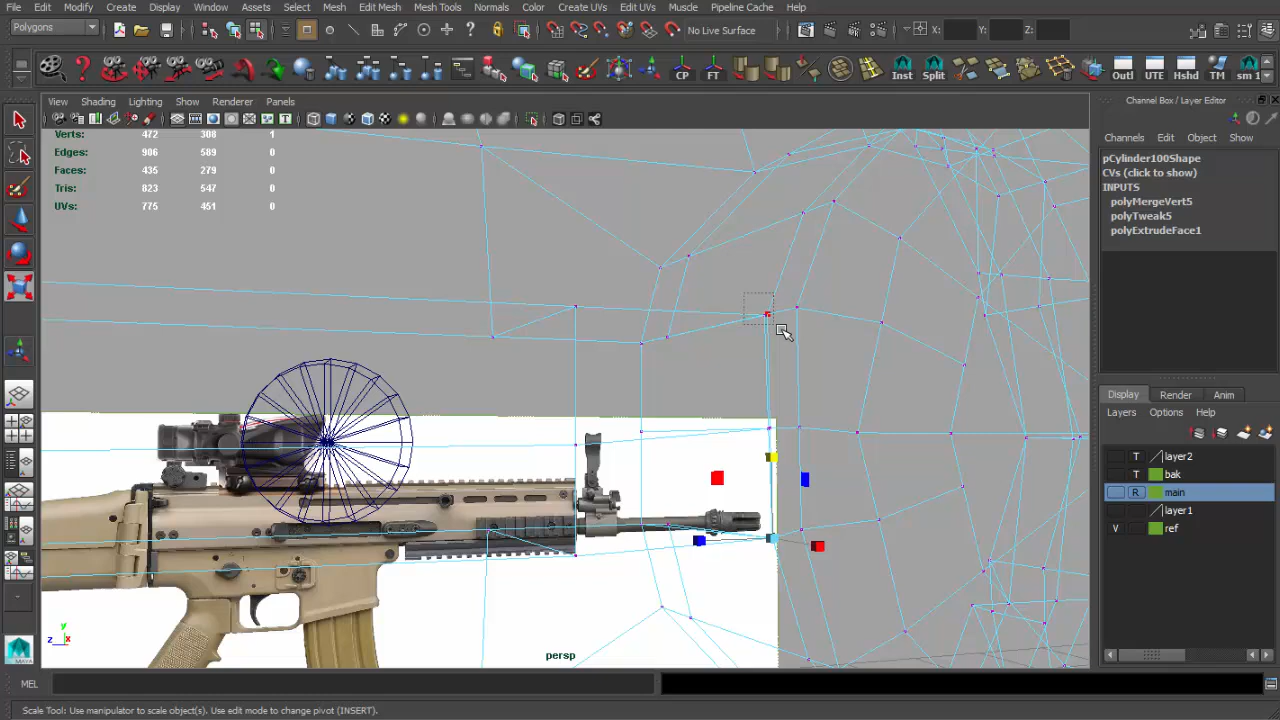 File Edit Modify Create Display Window Assets Select Mesh Edit Mesh Mesh Tools Normals Color Create UVs Edit UVs Muscle Pipeline Cache Help
Polygons No Live Surface X: Y: Z:
CP FT Inst Split Outl UTE Hshd TM sm 1
View Shading Lighting Show Renderer Panels
Verts: 472 308 1
Edges: 906 589 0
Faces: 435 279 0
Tris: 823 547 0
UVs: 775 451 0
Channel Box / Layer Editor
Channels Edit Object Show
pCylinder100Shape
CVs (click to show)
INPUTS
polyMergeVert5
polyTweak5
polyExtrudeFace1
Display Render Anim
Layers Options Help
T layer2
T bak
R main
layer1
V ref
y
z x
persp
MEL
Scale Tool: Use manipulator to scale object(s). Use edit mode to change pivot (INSERT).